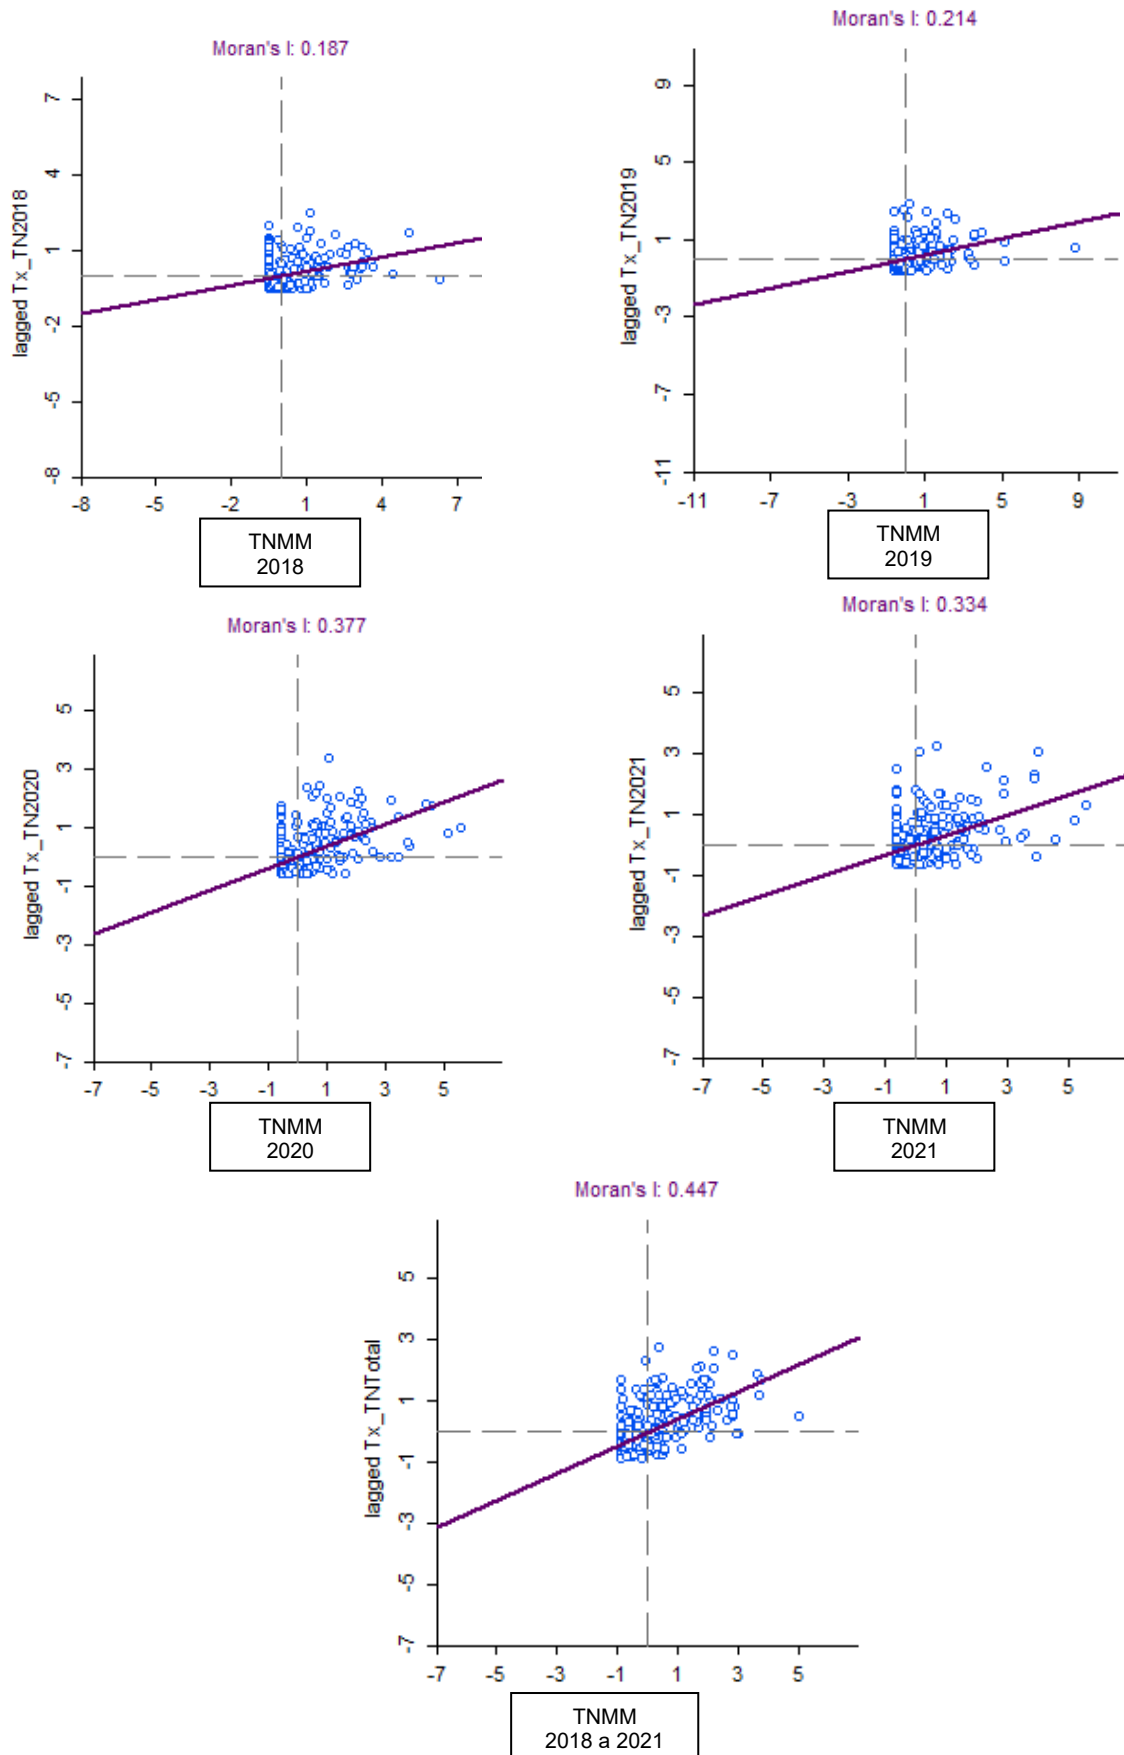 Moran's I: 0.187
7
4
1
-2
-5
-8
lagged Tx_TN2018
-8 -5 -2 1 4 7
TNMM
2018
Moran's I: 0.214
9
5
1
-3
-7
-11
lagged Tx_TN2019
-11 -7 -3 1 5 9
TNMM
2019
Moran's I: 0.377
5
3
1
-1
-3
-5
-7
lagged Tx_TN2020
-7 -5 -3 -1 1 3 5
TNMM
2020
Moran's I: 0.334
5
3
1
-1
-3
-5
-7
lagged Tx_TN2021
-7 -5 -3 -1 1 3 5
TNMM
2021
Moran's I: 0.447
5
3
1
-1
-3
-5
-7
lagged Tx_TNTotal
-7 -5 -3 -1 1 3 5
TNMM
2018 a 2021